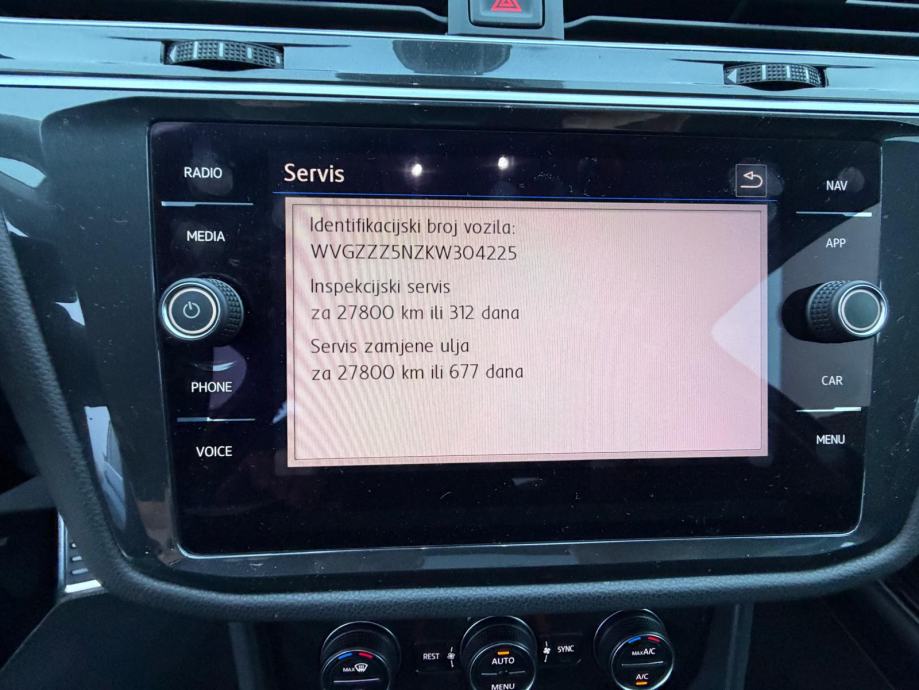 RADIO
Servis
NAV
MEDIA
APP
Identifikacijski broj vozila:
WVGZZZ5NZKW304225
Inspekcijski servis
za 27800 km ili 312 dana
Servis zamjene ulja
za 27800 km ili 677 dana
PHONE
CAR
VOICE
MENU
MAX
REST
AUTO
MENU
SYNC
MAX A/C
A/C